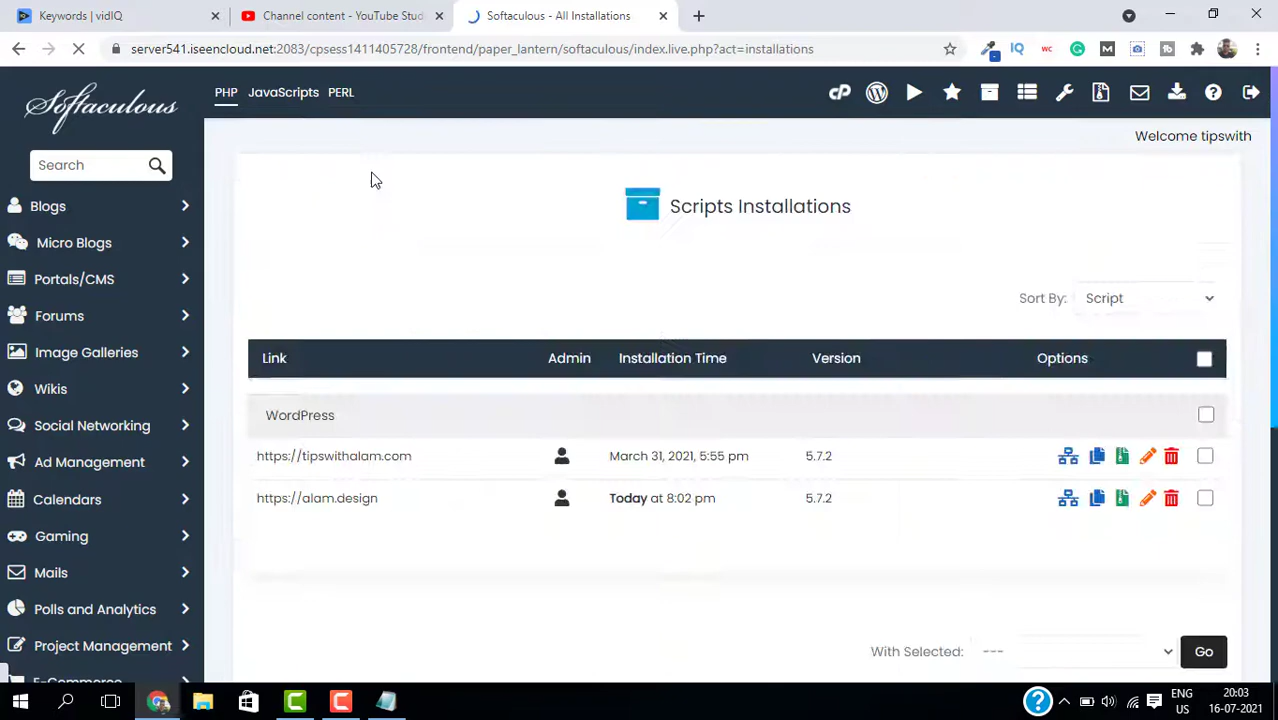 Keywords | vidIQ
Channel content - YouTube Stud
Softaculous - All Installations
server541.iseencloud.net:2083/cpsess1411405728/frontend/paper_lantern/softaculous/index.live.php?act=installations
Softaculous
PHP JavaScripts PERL
Welcome tipswith
Search
Blogs
Micro Blogs
Portals/CMS
Forums
Image Galleries
Wikis
Social Networking
Ad Management
Calendars
Gaming
Mails
Polls and Analytics
Project Management
E-Commerce
Scripts Installations
Sort By: Script
Link Admin Installation Time Version Options
WordPress
https://tipswithalam.com March 31, 2021, 5:55 pm 5.7.2
https://alam.design Today at 8:02 pm 5.7.2
With Selected: --- Go
ENG
US
20:03
16-07-2021